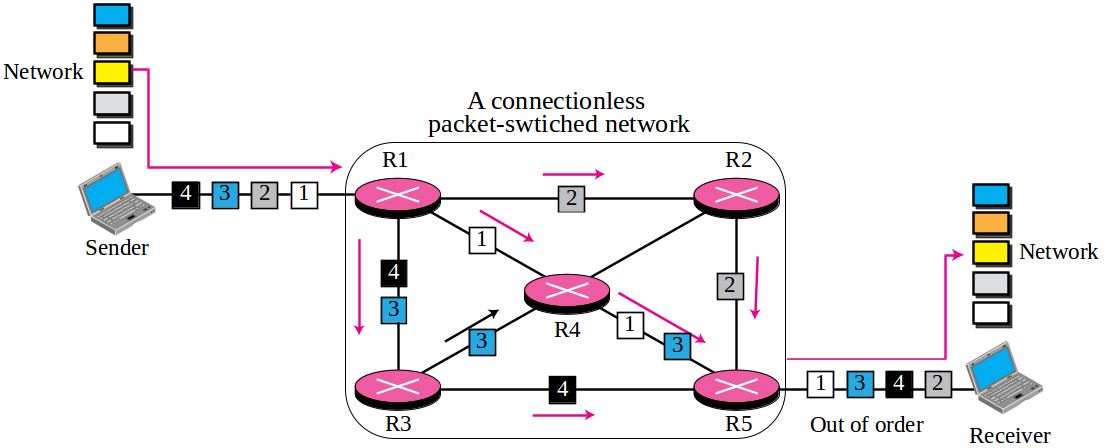 Network
A connectionless
packet-swtiched network
R1
R2
2
4 3 2 1
Sender
1
4
3
2
Network
R4
3
1
3
4
R3
R5
1 3 4 2
Out of order
Receiver